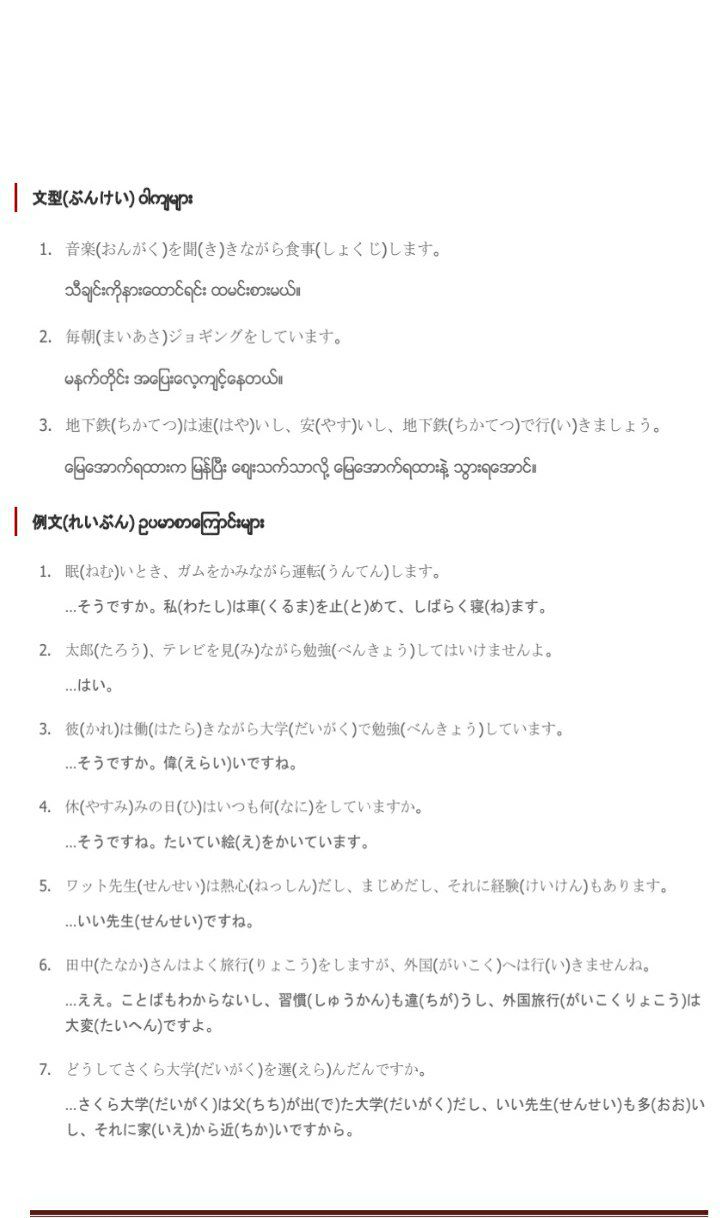 文型(ぶんけい) ဝါကျများ
1. 音楽(おんがく)を聞(き)きながら食事(しょくじ)します。
သီချင်းကိုနားထောင်ရင်း ထမင်းစားမယ်။
2. 毎朝(まいあさ)ジョギングをしています。
မနက်တိုင်း အပြေးလေ့ကျင့်နေတယ်။
3. 地下鉄(ちかてつ)は速(はや)いし、安(やす)いし、地下鉄(ちかてつ)で行(い)きましょう。
မြေအောက်ရထားက မြန်ပြီး ဈေးသက်သာလို့ မြေအောက်ရထားနဲ့ သွားရအောင်။
例文(れいぶん) ဥပမာစာကြောင်းများ
1. 眠(ねむ)いとき、ガムをかみながら運転(うんてん)します。
...そうですか。私(わたし)は車(くるま)を止(と)めて、しばらく寝(ね)ます。
2. 太郎(たろう)、テレビを見(み)ながら勉強(べんきょう)してはいけませんよ。
...はい。
3. 彼(かれ)は働(はたら)きながら大学(だいがく)で勉強(べんきょう)しています。
...そうですか。偉(えらい)いですね。
4. 休(やすみ)みの日(ひ)はいつも何(なに)をしていますか。
...そうですね。たいてい絵(え)をかいています。
5. ワット先生(せんせい)は熱心(ねっしん)だし、まじめだし、それに経験(けいけん)もあります。
...いい先生(せんせい)ですね。
6. 田中(たなか)さんはよく旅行(りょこう)をしますが、外国(がいこく)へは行(い)きませんね。
...ええ。ことばもわからないし、習慣(しゅうかん)も違(ちが)うし、外国旅行(がいこくりょこう)は
大変(たいへん)ですよ。
7. どうしてさくら大学(だいがく)を選(えら)んだんですか。
...さくら大学(だいがく)は父(ちち)が出(で)た大学(だいがく)だし、いい先生(せんせい)も多(おお)い
し、それに家(いえ)から近(ちか)いですから。